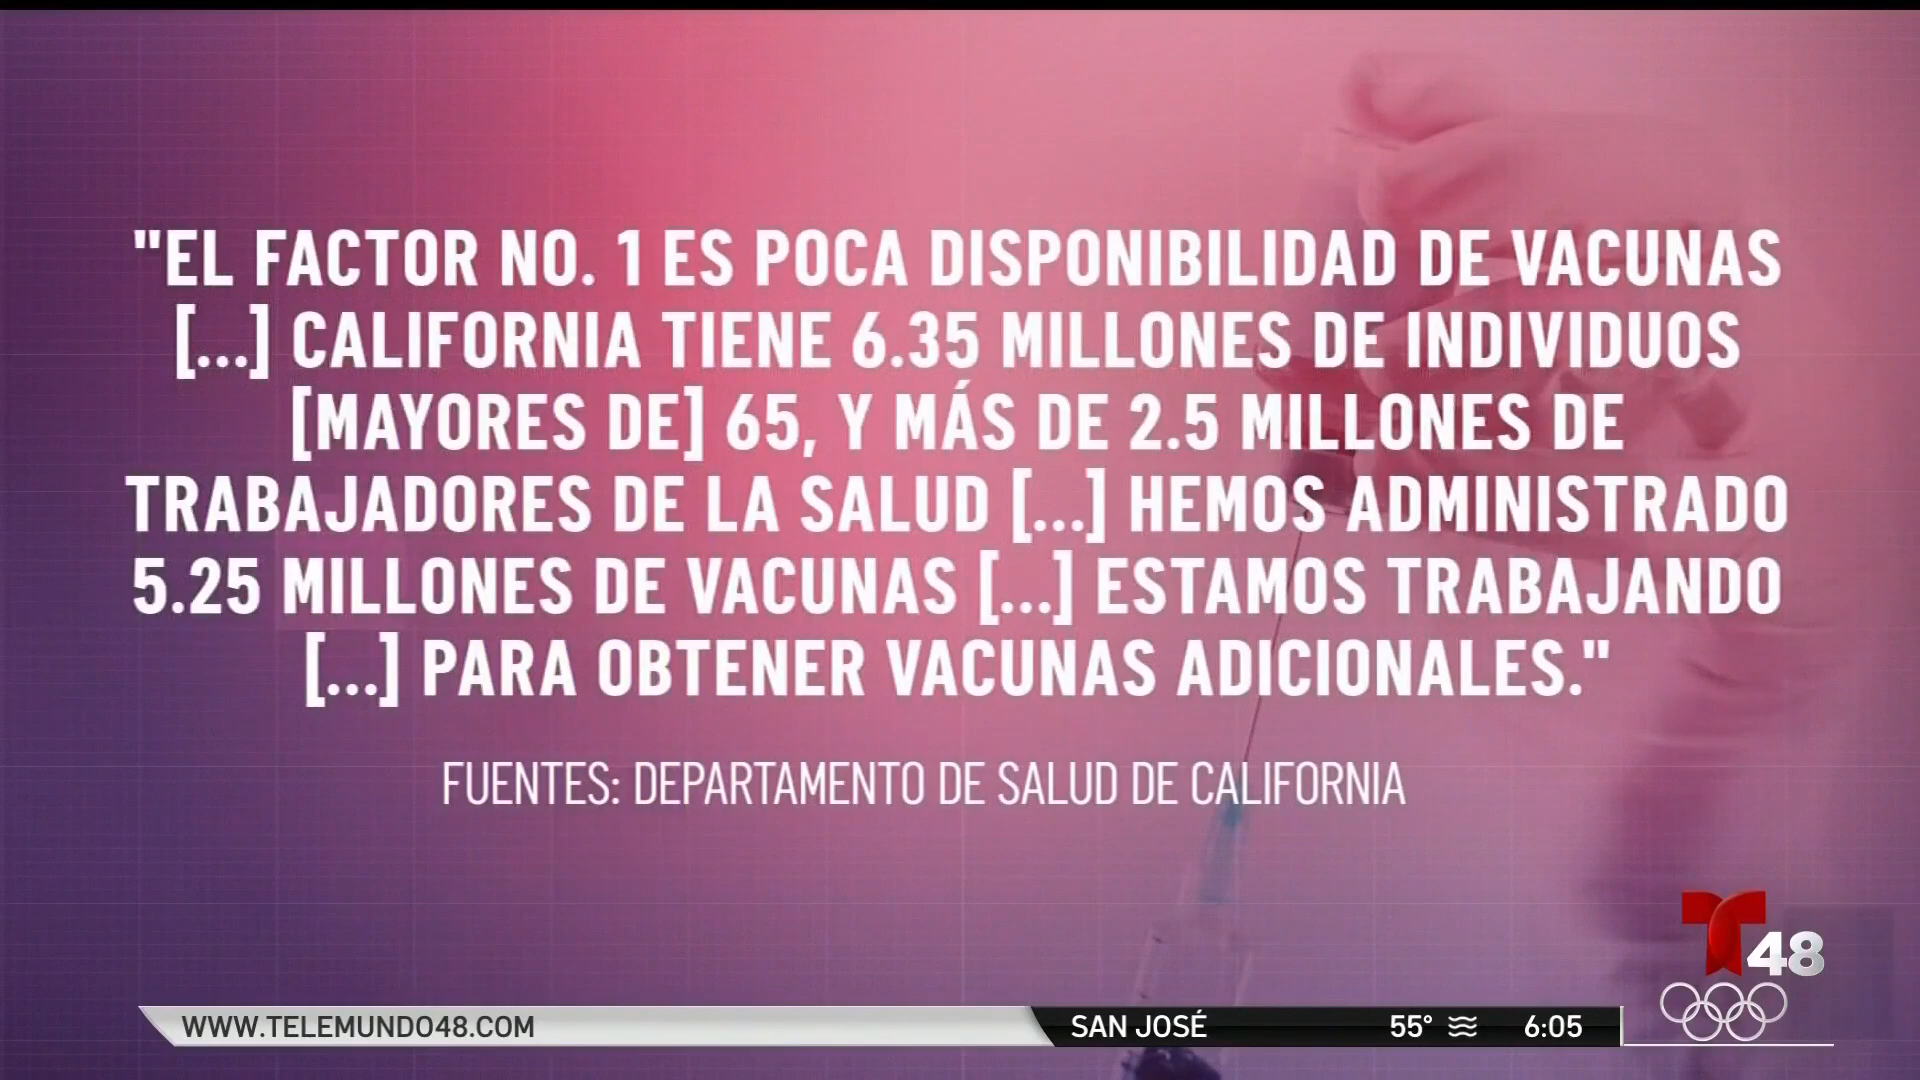 "EL FACTOR NO. 1 ES POCA DISPONIBILIDAD DE VACUNAS
[...] CALIFORNIA TIENE 6.35 MILLONES DE INDIVIDUOS
[MAYORES DE] 65, Y MÁS DE 2.5 MILLONES DE
TRABAJADORES DE LA SALUD [...] HEMOS ADMINISTRADO
5.25 MILLONES DE VACUNAS [...] ESTAMOS TRABAJANDO
[...] PARA OBTENER VACUNAS ADICIONALES."
FUENTES: DEPARTAMENTO DE SALUD DE CALIFORNIA
T48
WWW.TELEMUNDO48.COM
SAN JOSÉ 55° 6:05